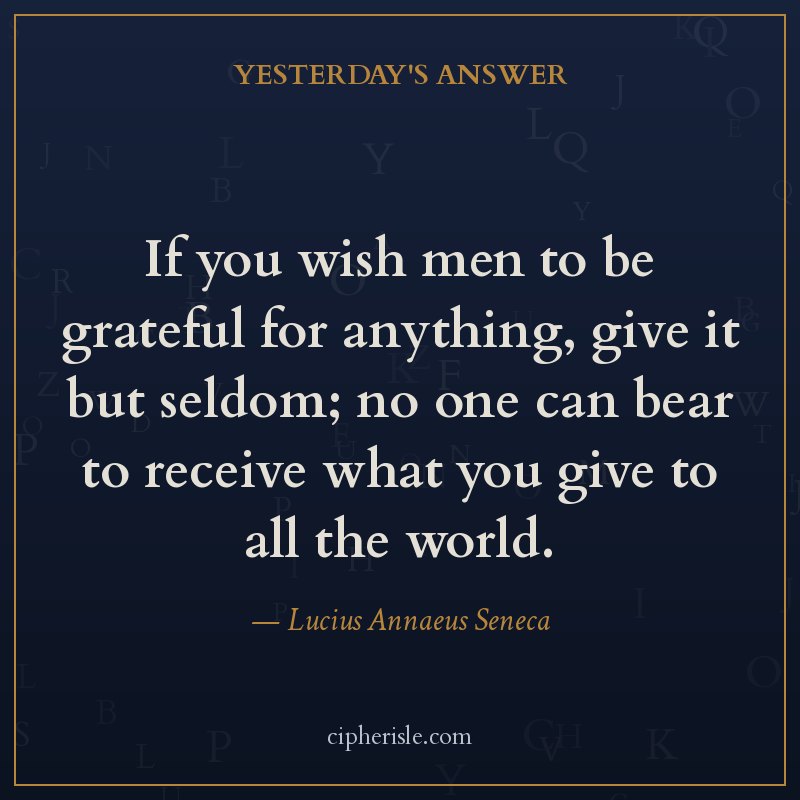 YESTERDAY'S ANSWER
If you wish men to be
grateful for anything, give it
but seldom; no one can bear
to receive what you give to
all the world.
— Lucius Annaeus Seneca
cipherisle.com